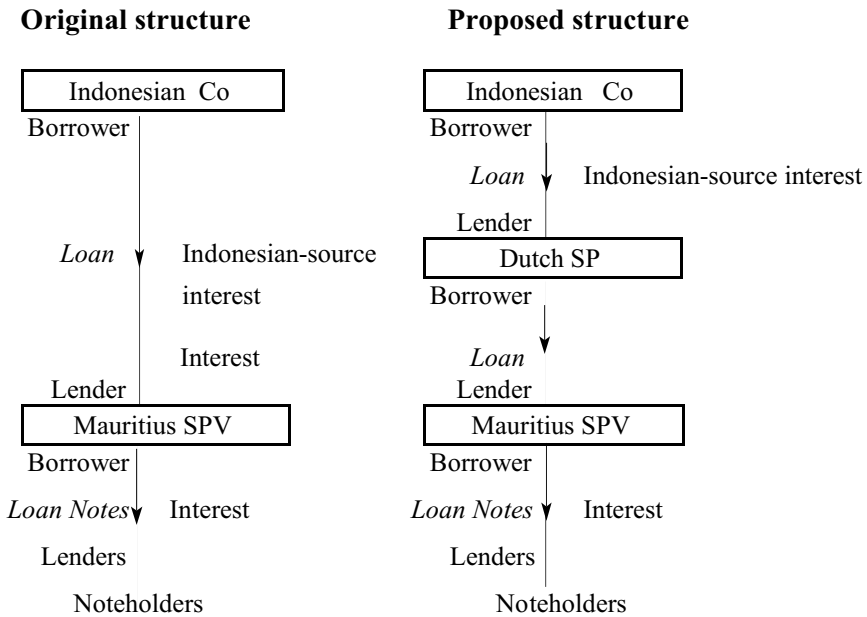 Original structure
Indonesian Co
Borrower
Loan
Indonesian-source
interest
Interest
Lender
Mauritius SPV
Borrower
Loan Notes
Interest
Lenders
Noteholders
Proposed structure
Indonesian Co
Borrower
Loan
Indonesian-source interest
Lender
Dutch SP
Borrower
Loan
Lender
Mauritius SPV
Borrower
Loan Notes
Interest
Lenders
Noteholders